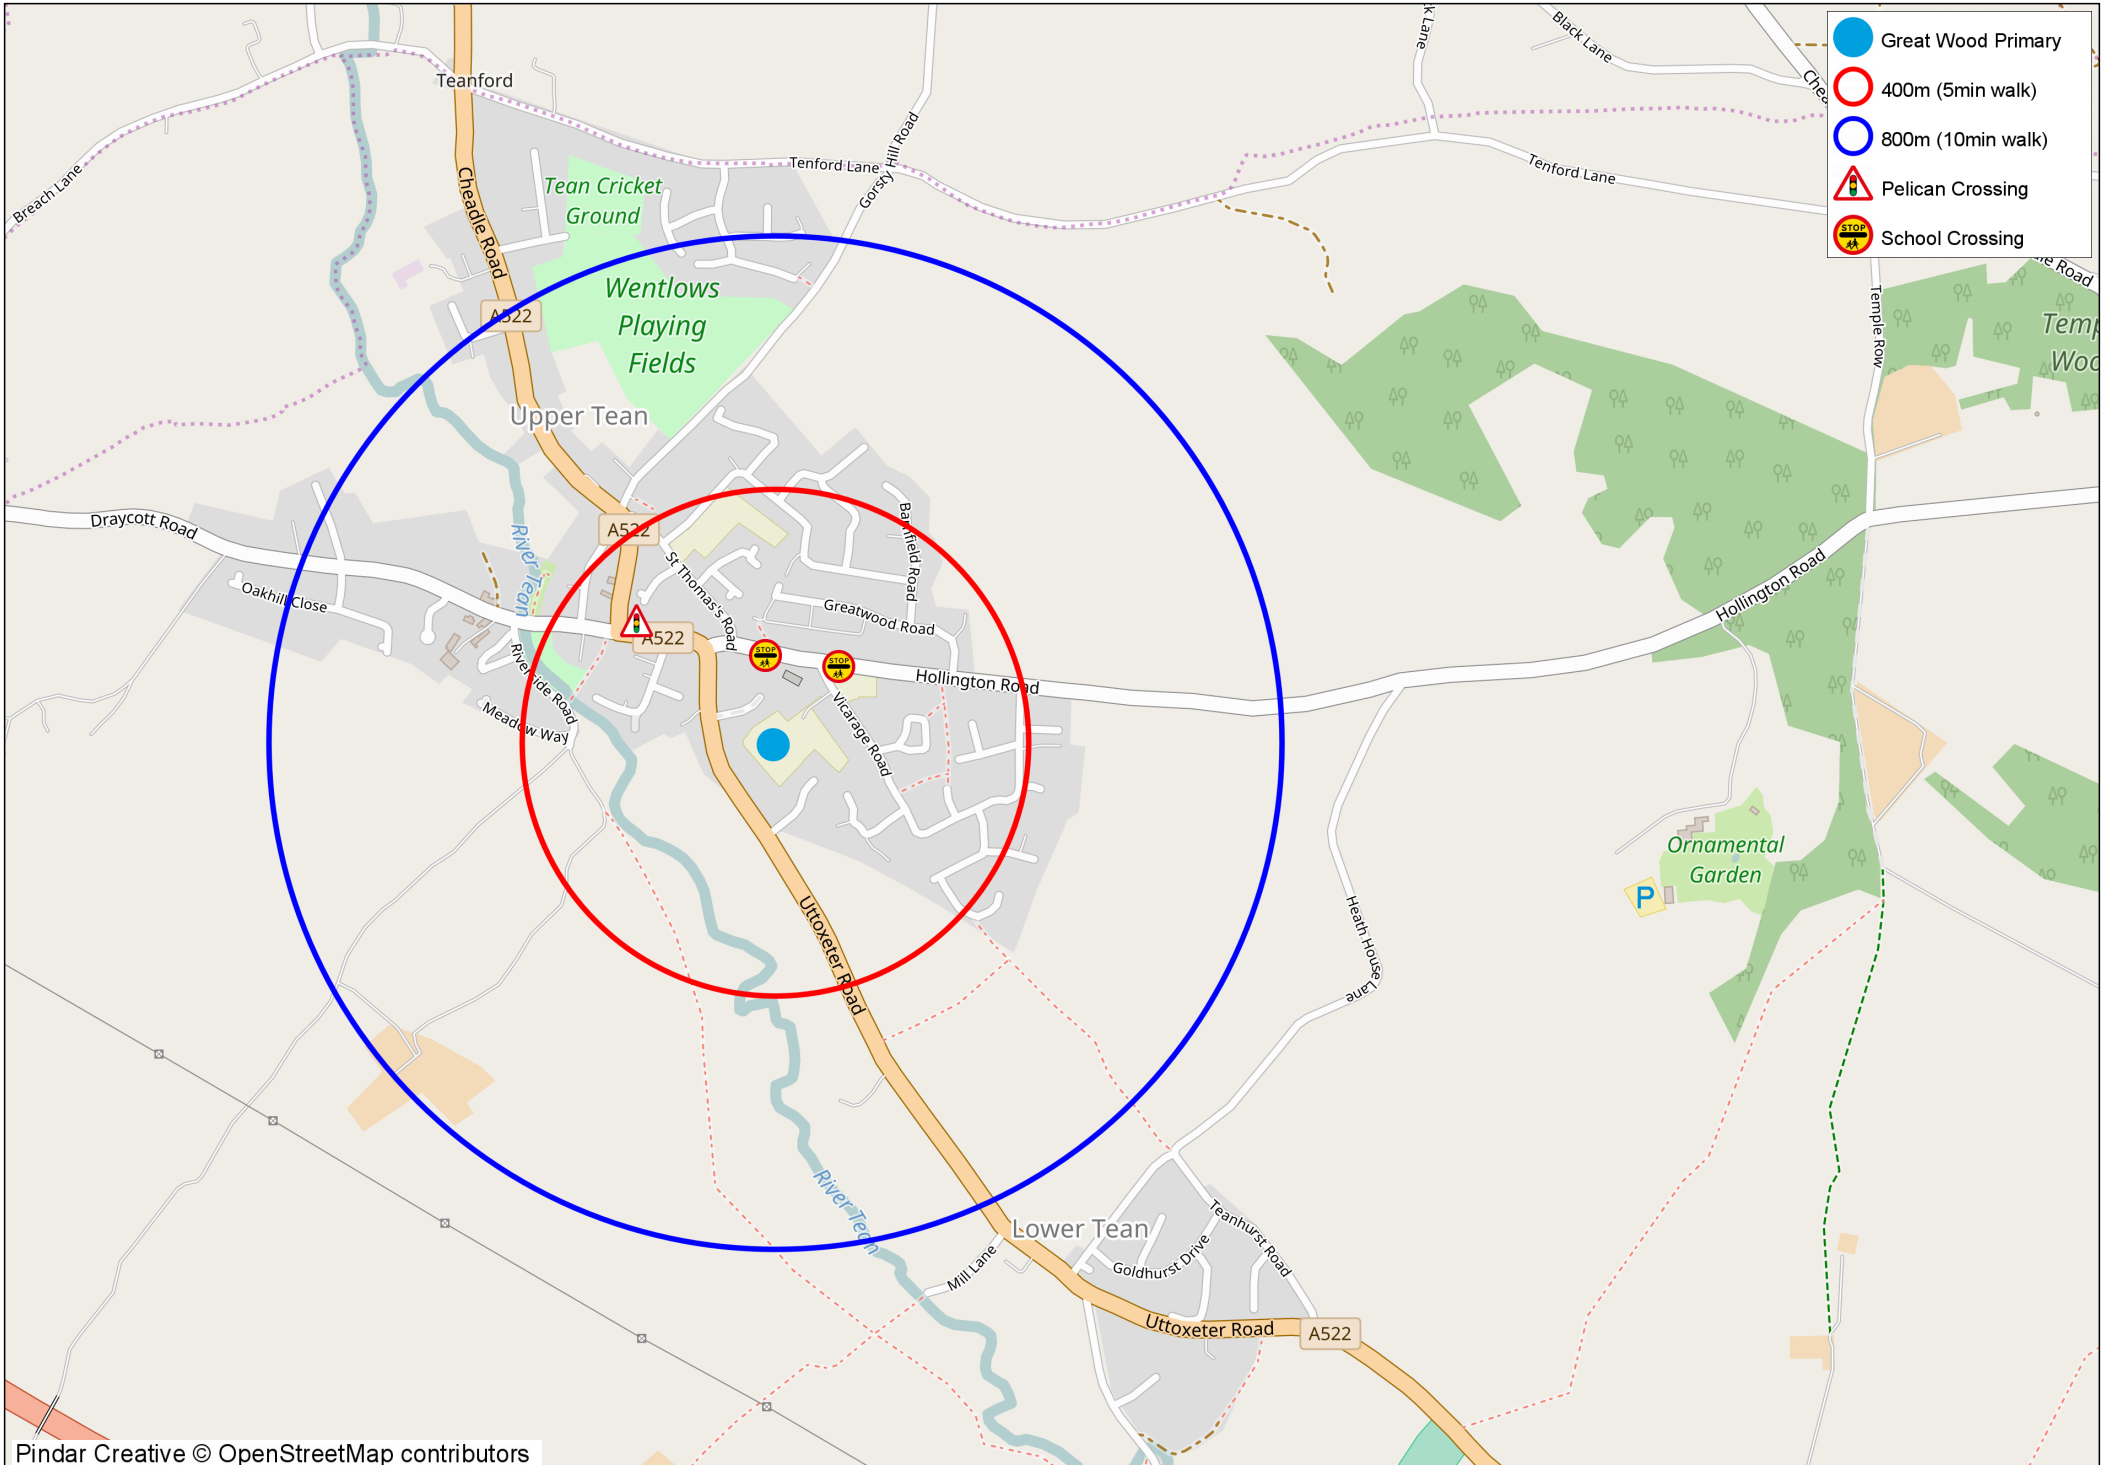 Great Wood Primary
400m (5min walk)
800m (10min walk)
Pelican Crossing
STOP
School Crossing
Black Lane
Teanford
Breach Lane
Cheadle Road
Tean Cricket
Ground
Tenford Lane
Gorsty Hill Road
Tenford Lane
Temple Row
Wentlows
Playing
Fields
A522
Upper Tean
Draycott Road
River Tean
A522
Barnfield Road
St Thomas's Road
Oakhill Close
Greatwood Road
A522
STOP
STOP
Hollington Road
Hollington Road
Riverside Road
Meadow Way
Vicarage Road
Ornamental
Garden
P
Uttoxeter Road
Heath House Lane
River Tean
Lower Tean
Teanhurst Road
Goldhurst Drive
Mill Lane
Uttoxeter Road
A522
Pindar Creative © OpenStreetMap contributors